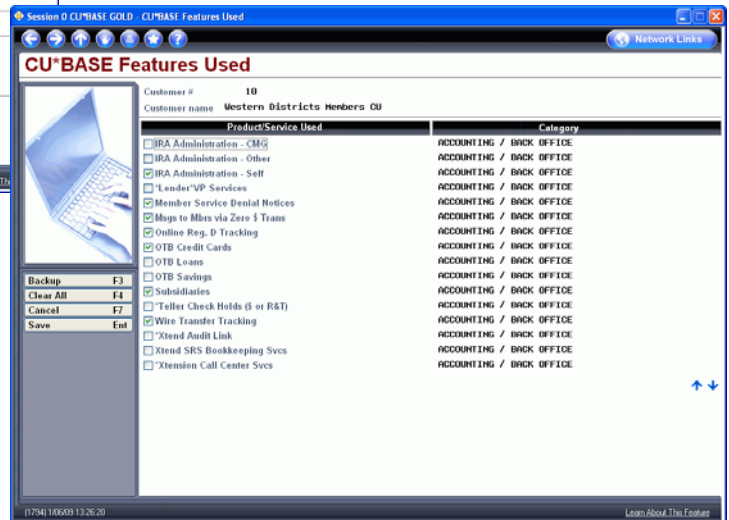 Session 0 CU*BASE GOLD - CU*BASE Features Used
Network Links
CU*BASE Features Used
Customer # 10
Customer name Western Districts Members CU
Product/Service Used Category
IRA Administration - CMG ACCOUNTING / BACK OFFICE
IRA Administration - Other ACCOUNTING / BACK OFFICE
IRA Administration - Self ACCOUNTING / BACK OFFICE
*Lender*VP Services ACCOUNTING / BACK OFFICE
Member Service Denial Notices ACCOUNTING / BACK OFFICE
Msgs to Mbrs via Zero $ Trans ACCOUNTING / BACK OFFICE
Online Reg. D Tracking ACCOUNTING / BACK OFFICE
OTB Credit Cards ACCOUNTING / BACK OFFICE
OTB Loans ACCOUNTING / BACK OFFICE
OTB Savings ACCOUNTING / BACK OFFICE
Subsidiaries ACCOUNTING / BACK OFFICE
*Teller Check Holds ($ or R&T) ACCOUNTING / BACK OFFICE
Wire Transfer Tracking ACCOUNTING / BACK OFFICE
*Xtend Audit Link ACCOUNTING / BACK OFFICE
Xtend SRS Bookkeeping Svcs ACCOUNTING / BACK OFFICE
*Xtension Call Center Svcs ACCOUNTING / BACK OFFICE
Backup F3
Clear All F4
Cancel F7
Save Ent
(1794) 1/06/09 13:26:20
Learn About This Feature